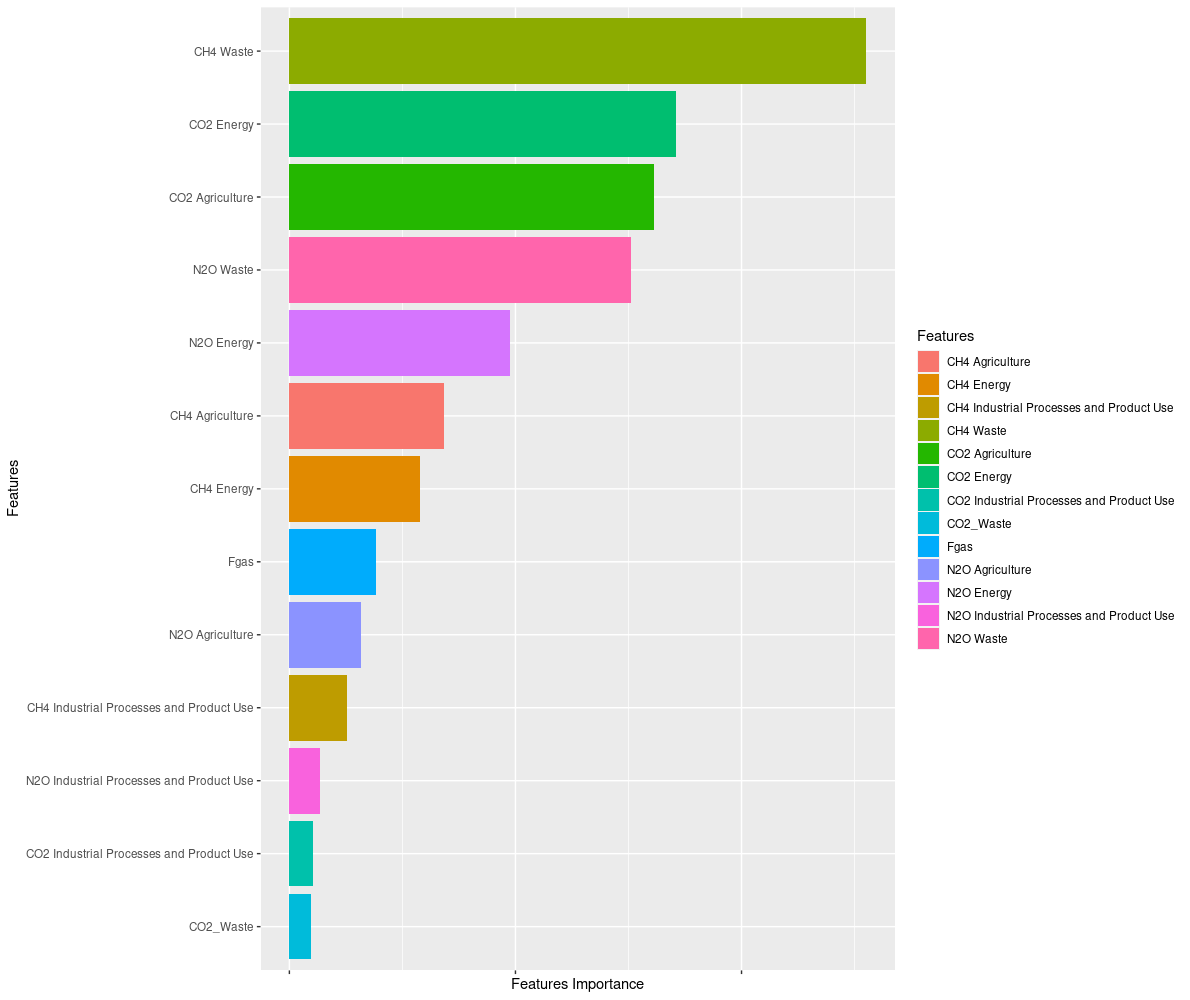 CH4 Waste
CO2 Energy
CO2 Agriculture
N2O Waste
N2O Energy
CH4 Agriculture
CH4 Energy
Fgas
N2O Agriculture
CH4 Industrial Processes and Product Use
N2O Industrial Processes and Product Use
CO2 Industrial Processes and Product Use
CO2_Waste
Features
Features Importance
Features
CH4 Agriculture
CH4 Energy
CH4 Industrial Processes and Product Use
CH4 Waste
CO2 Agriculture
CO2 Energy
CO2 Industrial Processes and Product Use
CO2_Waste
Fgas
N2O Agriculture
N2O Energy
N2O Industrial Processes and Product Use
N2O Waste